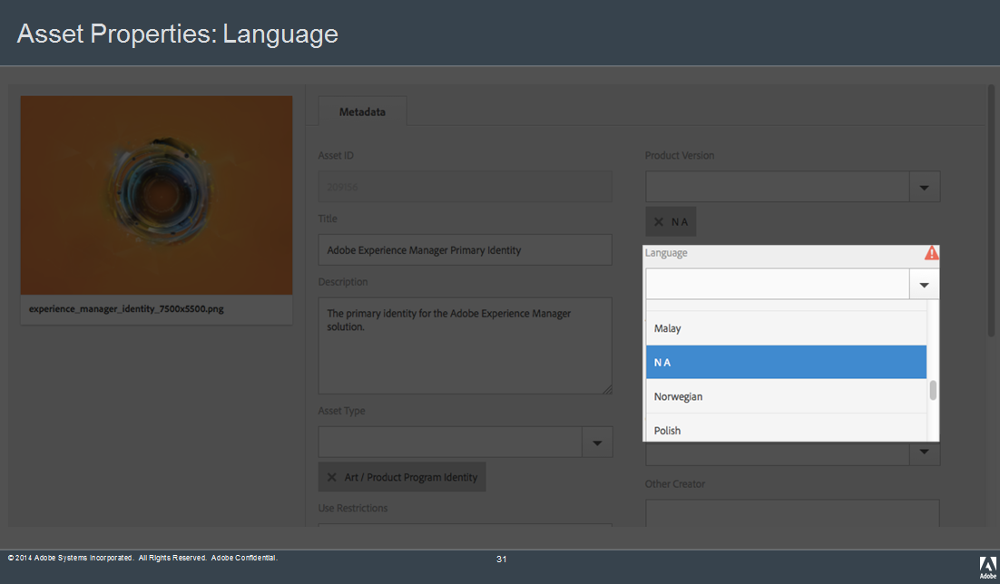 Asset Properties: Language
experience_manager_identity_7500x5500.png
Metadata
Asset ID
209156
Title
Adobe Experience Manager Primary Identity
Description
The primary identity for the Adobe Experience Manager
solution.
Asset Type
Art / Product Program Identity
Use Restrictions
Product Version
N A
Language
Malay
N A
Norwegian
Polish
Other Creator
© 2014 Adobe Systems Incorporated. All Rights Reserved. Adobe Confidential.
31
Adobe